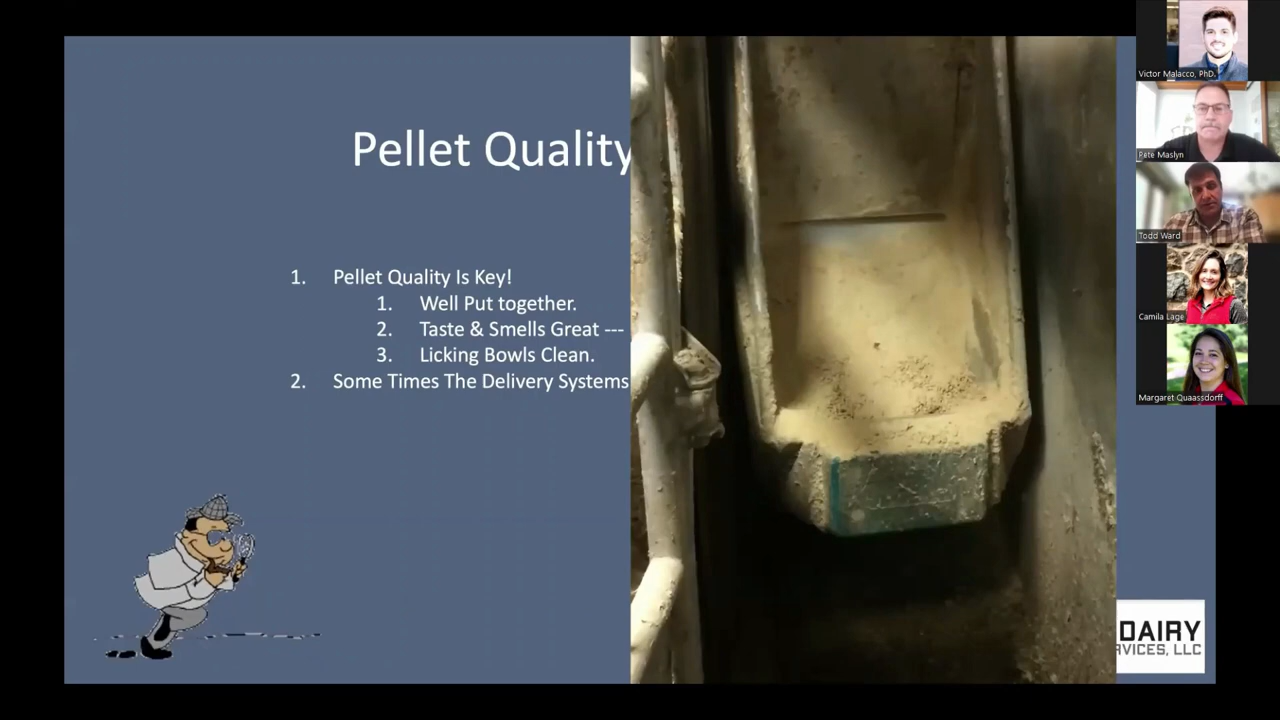 Pellet Quality
1. Pellet Quality Is Key!
1. Well Put together.
2. Taste & Smells Great ---
3. Licking Bowls Clean.
2. Some Times The Delivery Systems
DAIRY
RVICES, LLC
Victor Malacco, PhD.
Pete Maslyn
Todd Ward
Camila Lage
Margaret Quaassdorff